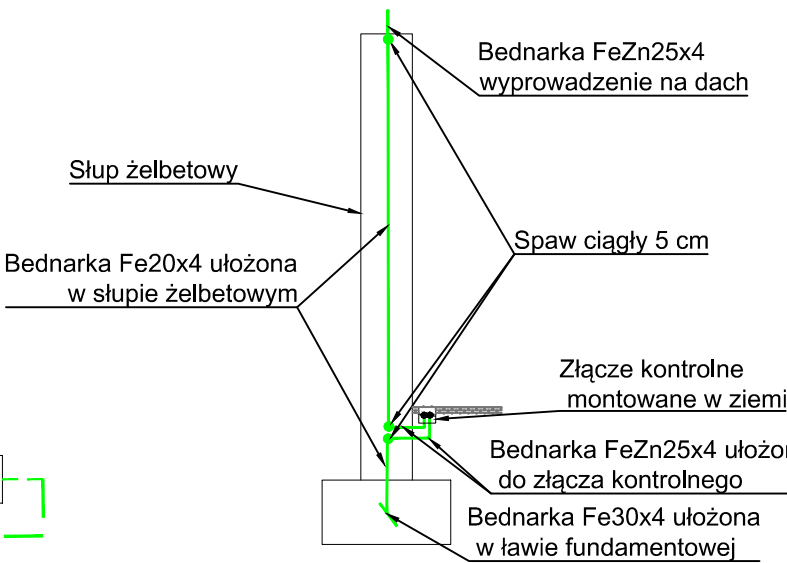 Bednarka FeZn25x4
wyprowadzenie na dach
Słup żelbetowy
Spaw ciągły 5 cm
Bednarka Fe20x4 ułożona
w słupie żelbetowym
Złącze kontrolne
montowane w ziemi
Bednarka FeZn25x4
do złącza kontrolnego
Bednarka Fe30x4 ułożona
w ławie fundamentowej